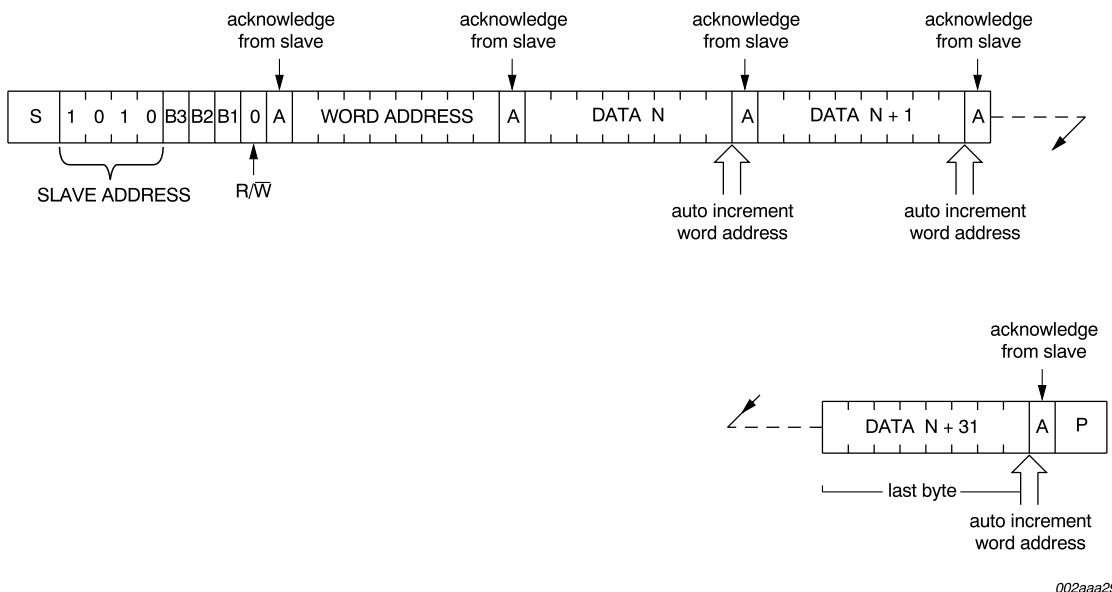 acknowledge
from slave
acknowledge
from slave
acknowledge
from slave
acknowledge
from slave
S 1 0 1 0 B3 B2 B1 0 A WORD ADDRESS A DATA N A DATA N + 1 A
SLAVE ADDRESS
R/W̅
auto increment
word address
auto increment
word address
acknowledge
from slave
DATA N + 31 A P
last byte
auto increment
word address
002aaa29